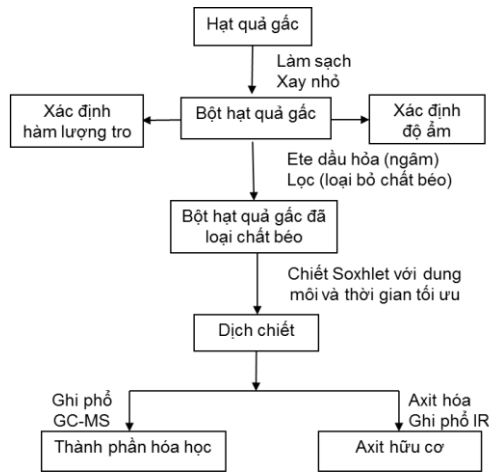 Hạt quả gấc
Làm sạch
Xay nhỏ
Xác định
hàm lượng tro
Bột hạt quả gấc
Xác định
độ ẩm
Ete dầu hỏa (ngâm)
Lọc (loại bỏ chất béo)
Bột hạt quả gấc đã
loại chất béo
Chiết Soxhlet với dung
môi và thời gian tối ưu
Dịch chiết
Ghi phổ
GC-MS
Axit hóa
Ghi phổ IR
Thành phần hóa học
Axit hữu cơ